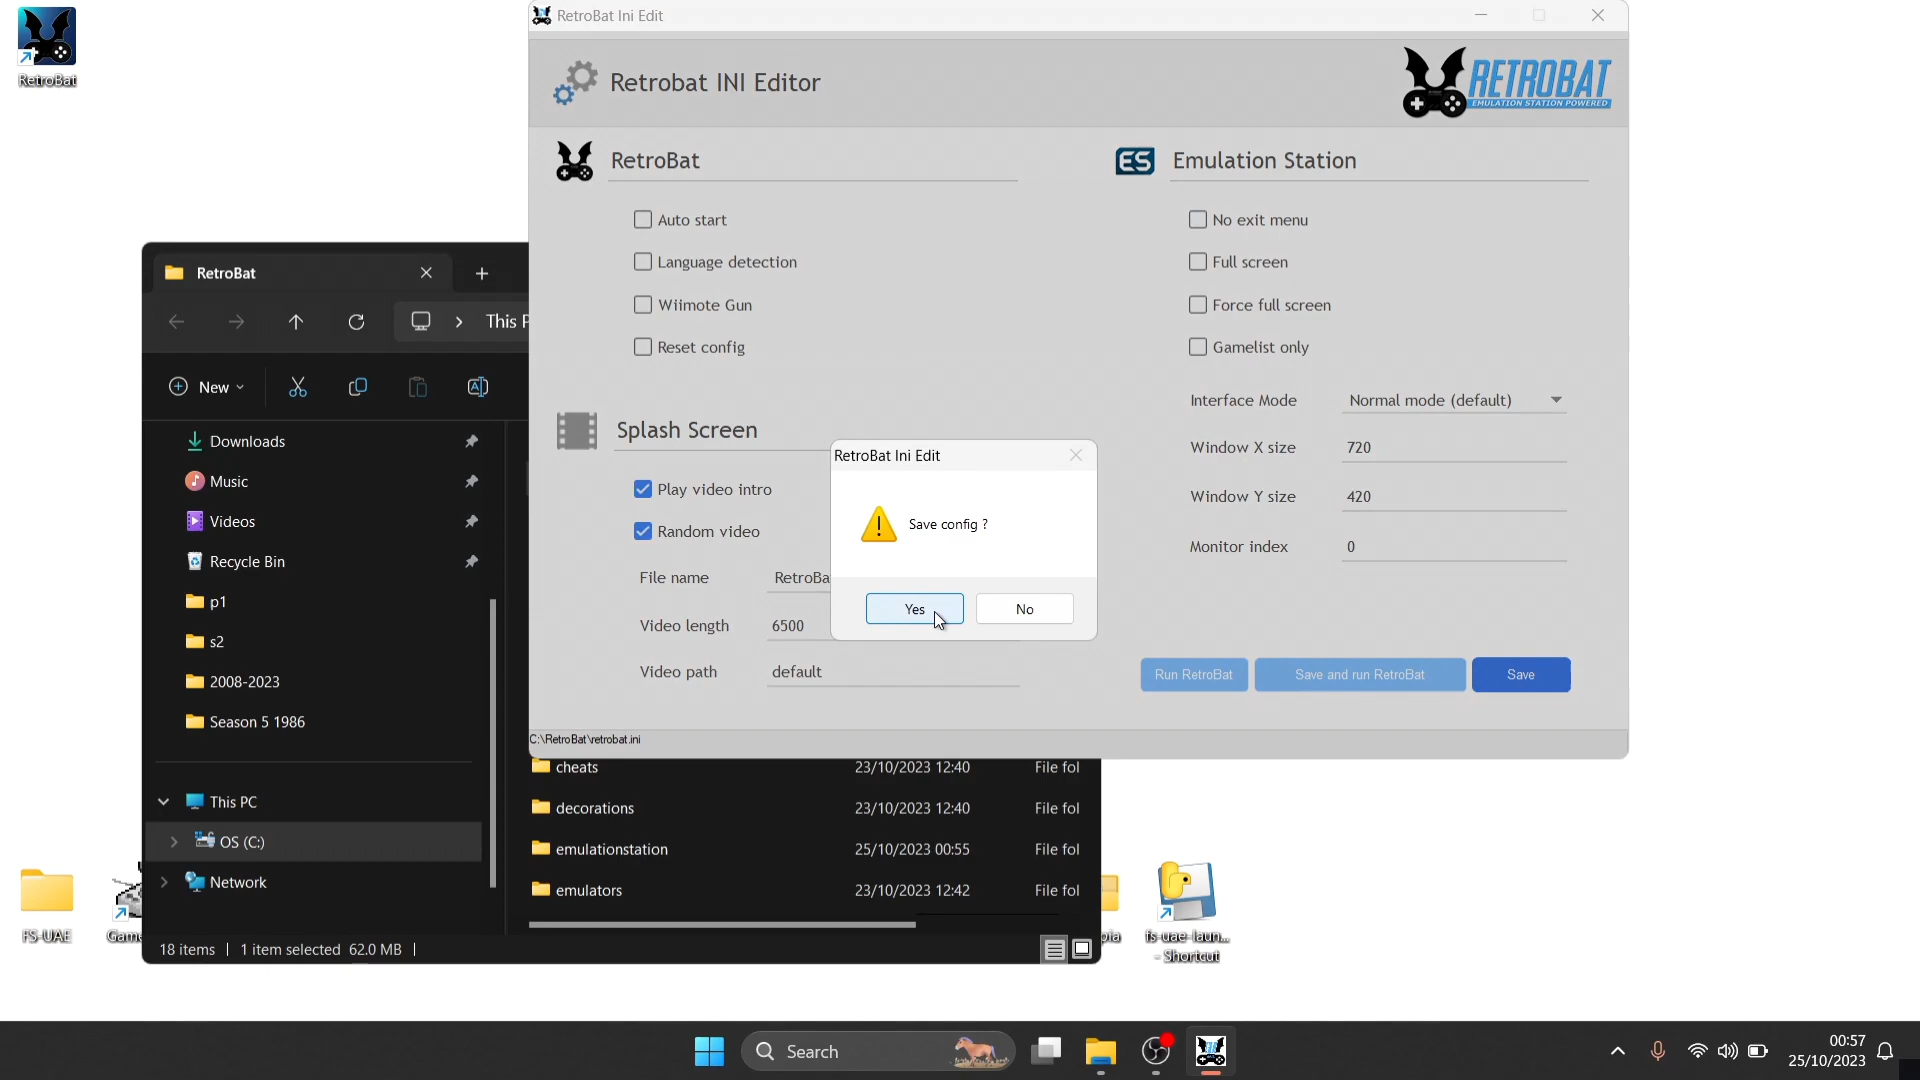 RetroBat
RetroBat Ini Edit
Retrobat INI Editor
RETROBAT
EMULATION STATION POWERED
RetroBat
ES
Emulation Station
Auto start
Language detection
Wiimote Gun
Reset config
No exit menu
Full screen
Force full screen
Gamelist only
Interface Mode Normal mode (default)
Window X size 720
Window Y size 420
Monitor index 0
Splash Screen
Play video intro
Random video
File name RetroBa
Video length 6500
Video path default
RetroBat Ini Edit
Save config ?
Yes No
Run RetroBat Save and run RetroBat Save
C:\RetroBat\retrobat.ini
RetroBat
This P
New
Downloads
Music
Videos
Recycle Bin
p1
s2
2008-2023
Season 5 1986
This PC
OS (C:)
Network
cheats 23/10/2023 12:40 File fol
decorations 23/10/2023 12:40 File fol
emulationstation 25/10/2023 00:55 File fol
emulators 23/10/2023 12:42 File fol
18 items 1 item selected 62.0 MB
FS-UAE
Game
pia
fs-uae-laun...
- Shortcut
Search
00:57
25/10/2023